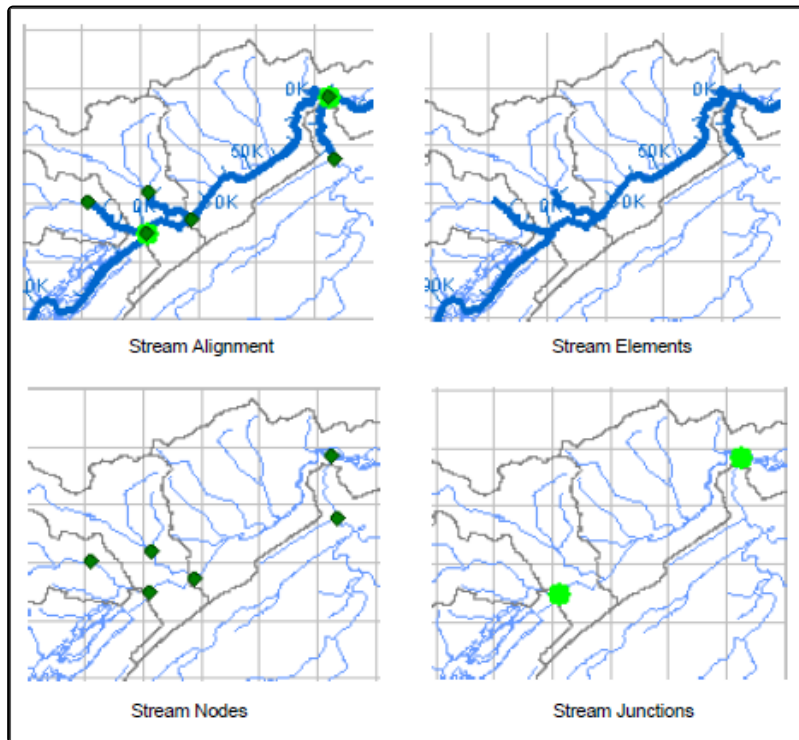 0K
50K
0K
0K
0K
Stream Alignment
0K
50K
0K
0K
90K
Stream Elements
Stream Nodes
Stream Junctions